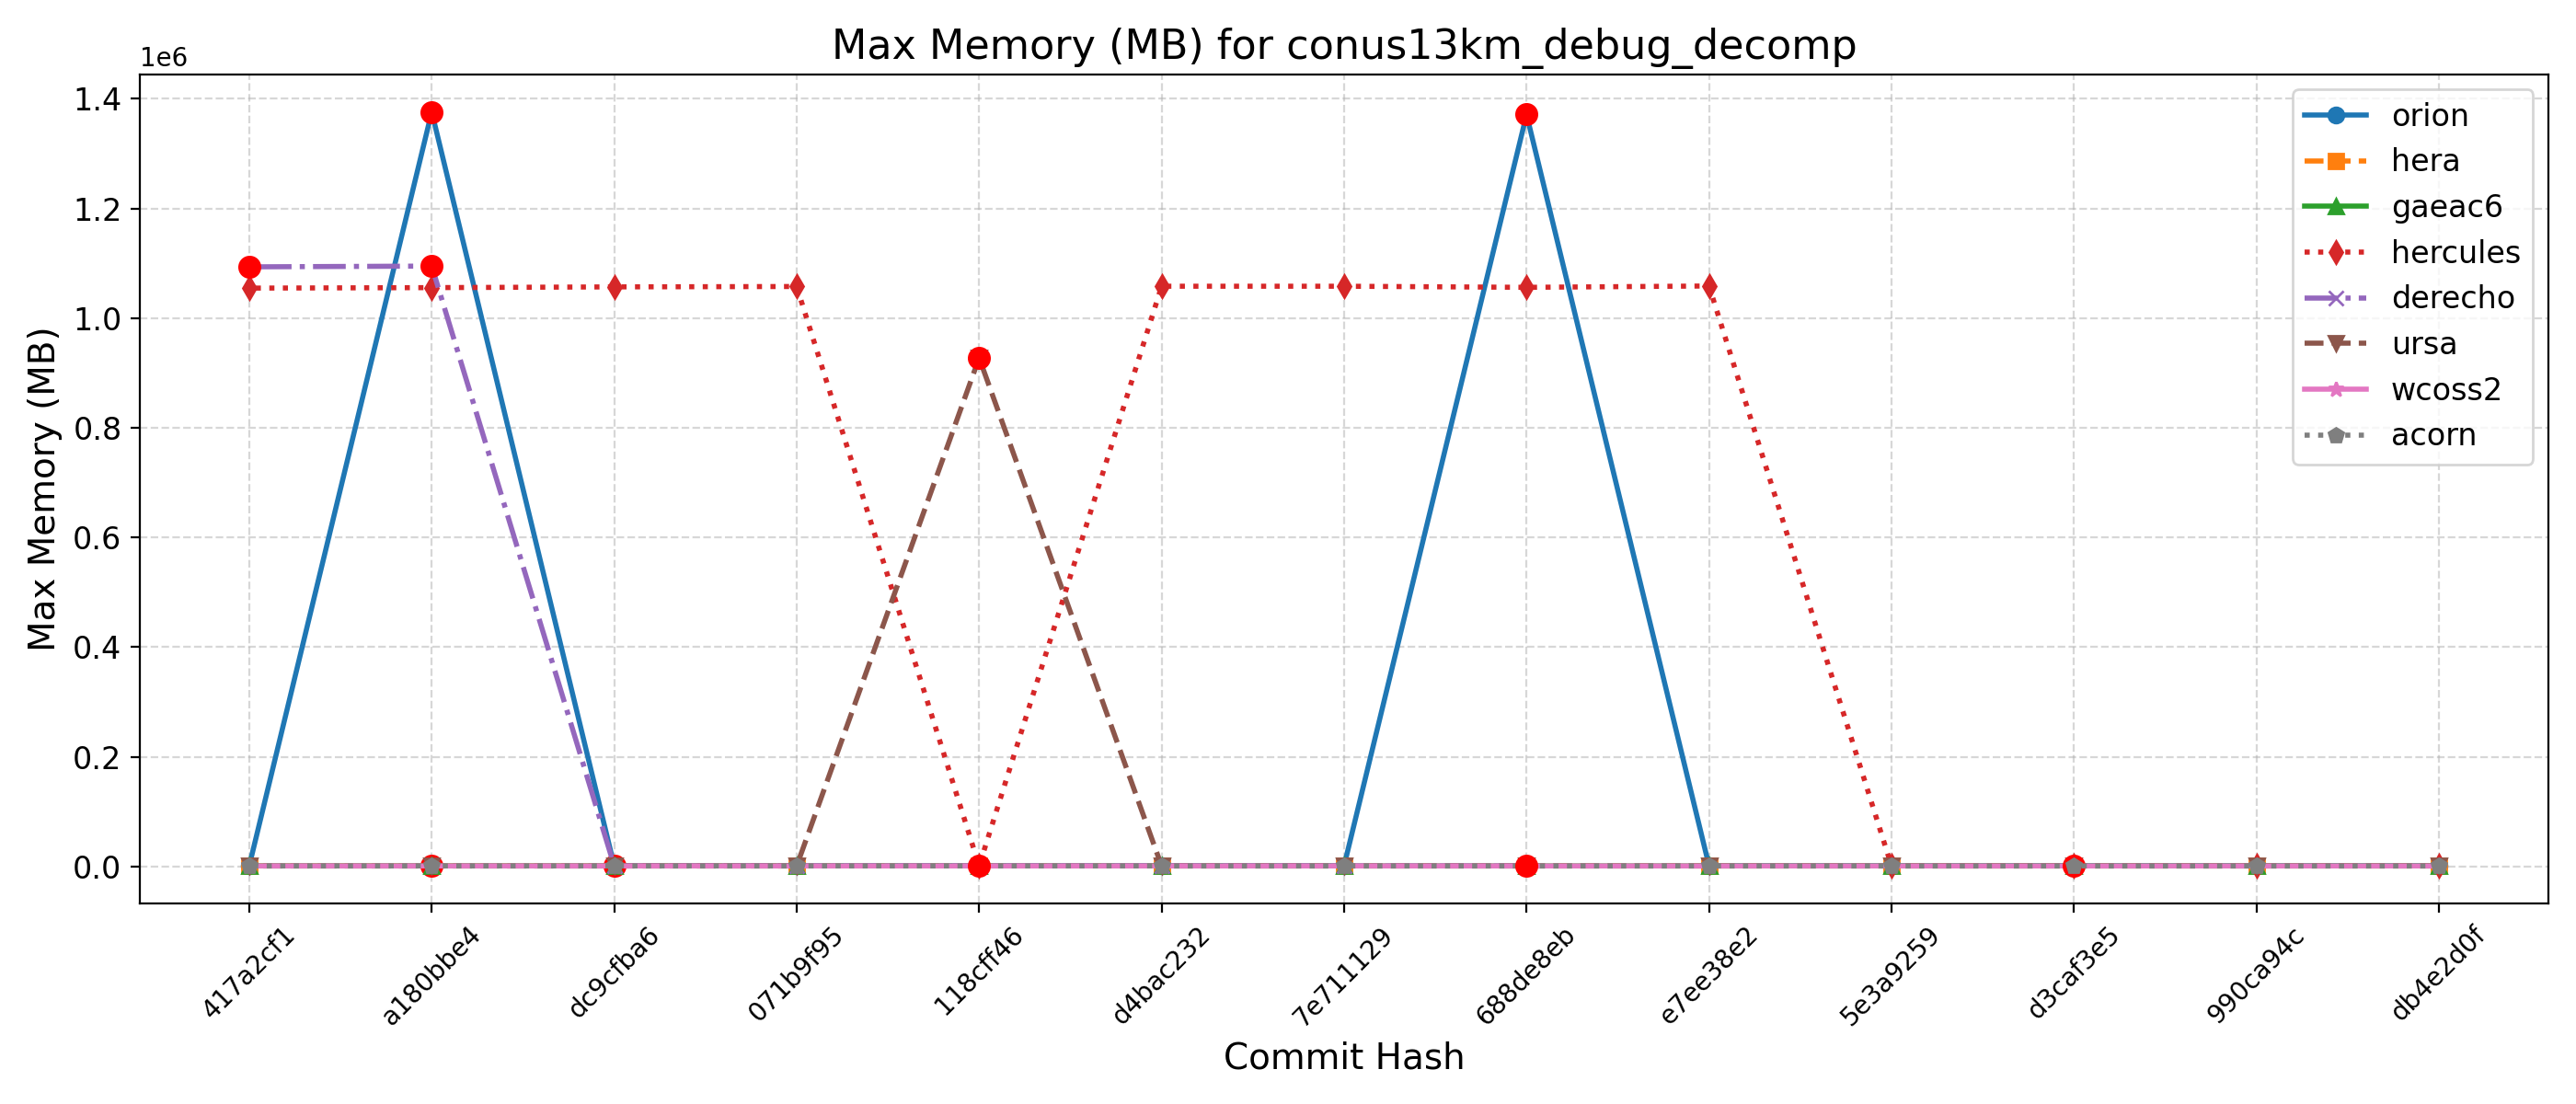 Max Memory (MB) for conus13km_debug_decomp
1e6
1.4
1.2
1.0
0.8
0.6
0.4
0.2
0.0
Max Memory (MB)
orion
hera
gaeac6
hercules
derecho
ursa
wcoss2
acorn
417a2cf1
a180bbe4
dc9cfba6
071b9f95
118cff46
d4bac232
7e711129
688de8eb
e7ee38e2
5e3a9259
d3caf3e5
990ca94c
db4e2d0f
Commit Hash